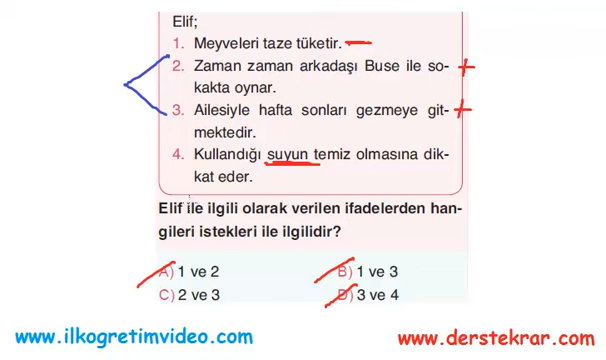 Elif;
1. Meyveleri taze tüketir.
2. Zaman zaman arkadaşı Buse ile so-
kakta oynar.
3. Ailesiyle hafta sonları gezmeye git-
mektedir.
4. Kullandığı suyun temiz olmasına dik-
kat eder.
Elif ile ilgili olarak verilen ifadelerden han-
gileri istekleri ile ilgilidir?
A) 1 ve 2
B) 1 ve 3
C) 2 ve 3
D) 3 ve 4
www.ilkogretimvideo.com
www.derstekrar.com